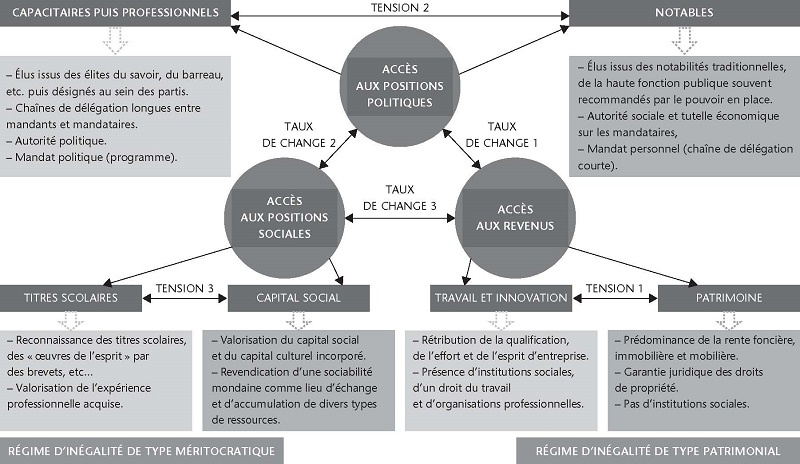 CAPACITAIRES PUIS PROFESSIONNELS
TENSION 2
NOTABLES
– Élus issus des élites du savoir, du barreau,
etc. puis désignés au sein des partis.
– Chaînes de délégation longues entre
mandants et mandataires.
– Autorité politique.
– Mandat politique (programme).
ACCÈS
AUX POSITIONS
POLITIQUES
– Élus issus des notabilités traditionnelles,
de la haute fonction publique souvent
recommandés par le pouvoir en place.
– Autorité sociale et tutelle économique
sur les mandataires,
– Mandat personnel (chaîne de délégation
courte).
TAUX
DE CHANGE 2
TAUX
DE CHANGE 1
ACCÈS
AUX POSITIONS
SOCIALES
TAUX
DE CHANGE 3
ACCÈS
AUX REVENUS
TITRES SCOLAIRES
TENSION 3
CAPITAL SOCIAL
TRAVAIL ET INNOVATION
TENSION 1
PATRIMOINE
– Reconnaissance des titres scolaires,
des « œuvres de l’esprit » par
des brevets, etc…
– Valorisation de l’expérience
professionnelle acquise.
– Valorisation du capital social
et du capital culturel incorporé.
– Revendication d’une sociabilité
mondaine comme lieu d’échange
et d’accumulation de divers types
de ressources.
– Rétribution de la qualification,
de l’effort et de l’esprit d’entreprise.
– Présence d’institutions sociales,
d’un droit du travail
et d’organisations professionnelles.
– Prédominance de la rente foncière,
immobilière et mobilière.
– Garantie juridique des droits
de propriété.
– Pas d’institutions sociales.
RÉGIME D’INÉGALITÉ DE TYPE MÉRITOCRATIQUE
RÉGIME D’INÉGALITÉ DE TYPE PATRIMONIAL